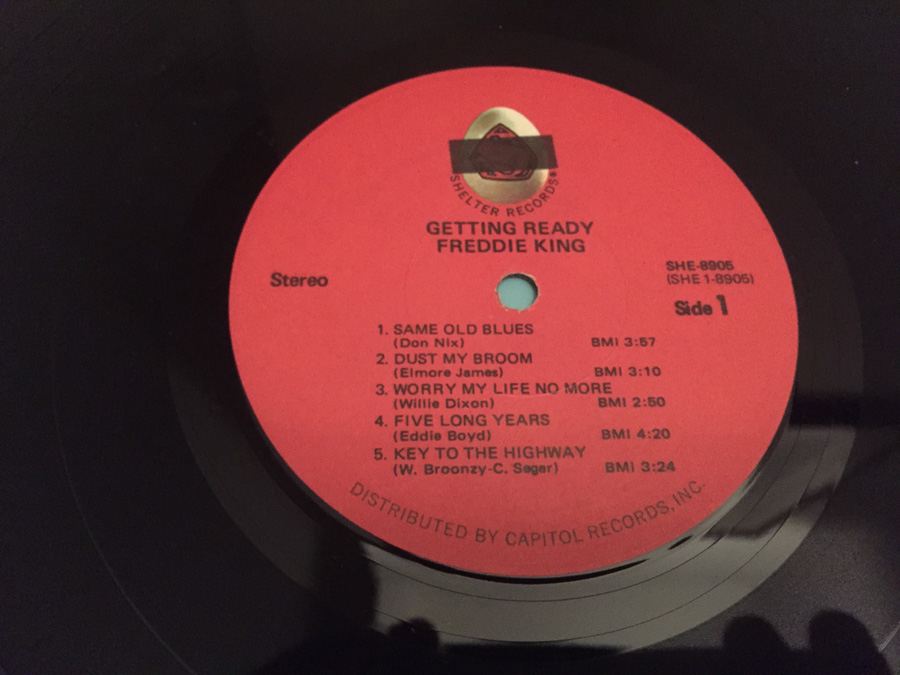 SHELTER RECORDS®
GETTING READY
FREDDIE KING
Stereo
SHE-8905
(SHE 1-8905)
Side 1
1. SAME OLD BLUES
(Don Nix) BMI 3:57
2. DUST MY BROOM
(Elmore James) BMI 3:10
3. WORRY MY LIFE NO MORE
(Willie Dixon) BMI 2:50
4. FIVE LONG YEARS
(Eddie Boyd) BMI 4:20
5. KEY TO THE HIGHWAY
(W. Broonzy-C. Segar) BMI 3:24
DISTRIBUTED BY CAPITOL RECORDS, INC.